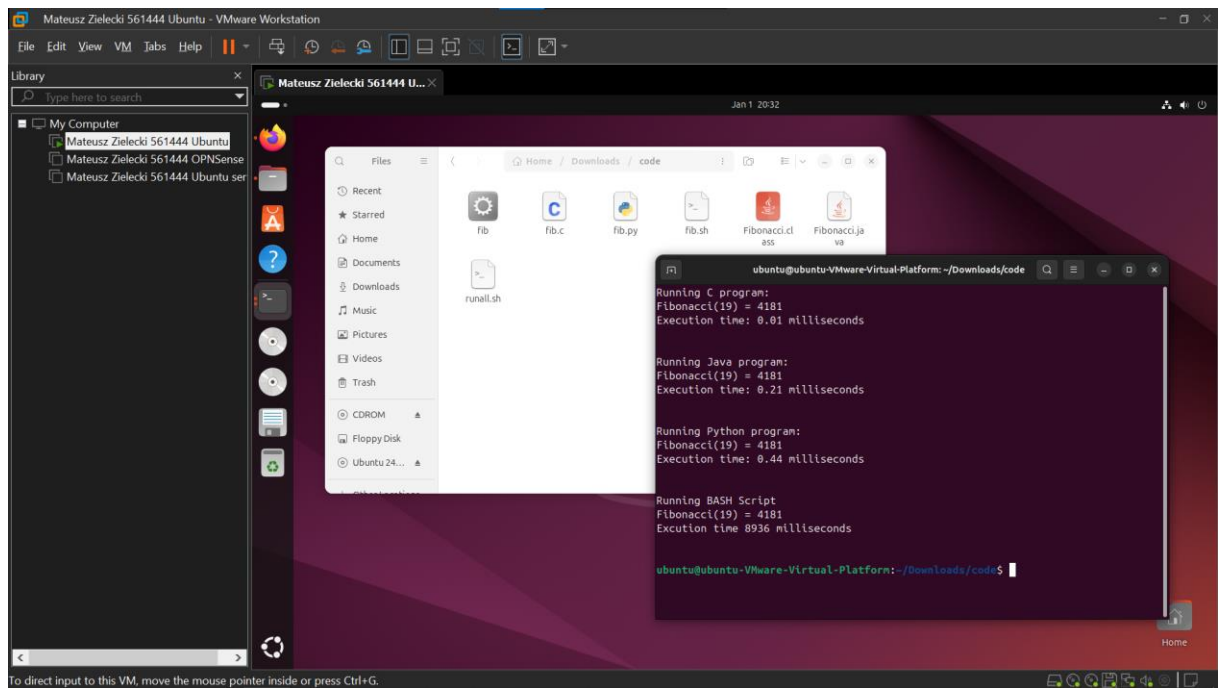 Mateusz Zielecki 561444 Ubuntu - VMware Workstation
File Edit View VM Tabs Help
Library
Type here to search
My Computer
Mateusz Zielecki 561444 Ubuntu
Mateusz Zielecki 561444 OPNSense
Mateusz Zielecki 561444 Ubuntu ser
Mateusz Zielecki 561444 U...
Jan 1 20:32
Files
Home / Downloads / code
Recent
Starred
Home
Documents
Downloads
Music
Pictures
Videos
Trash
CDROM
Floppy Disk
Ubuntu 24...
fib
fib.c
fib.py
fib.sh
Fibonacci.cl
ass
Fibonacci.ja
va
runall.sh
ubuntu@ubuntu-VMware-Virtual-Platform: ~/Downloads/code
Running C program:
Fibonacci(19) = 4181
Execution time: 0.01 milliseconds
Running Java program:
Fibonacci(19) = 4181
Execution time: 0.21 milliseconds
Running Python program:
Fibonacci(19) = 4181
Execution time: 0.44 milliseconds
Running BASH Script
Fibonacci(19) = 4181
Excution time 8936 milliseconds
ubuntu@ubuntu-VMware-Virtual-Platform:~/Downloads/code$
Home
To direct input to this VM, move the mouse pointer inside or press Ctrl+G.